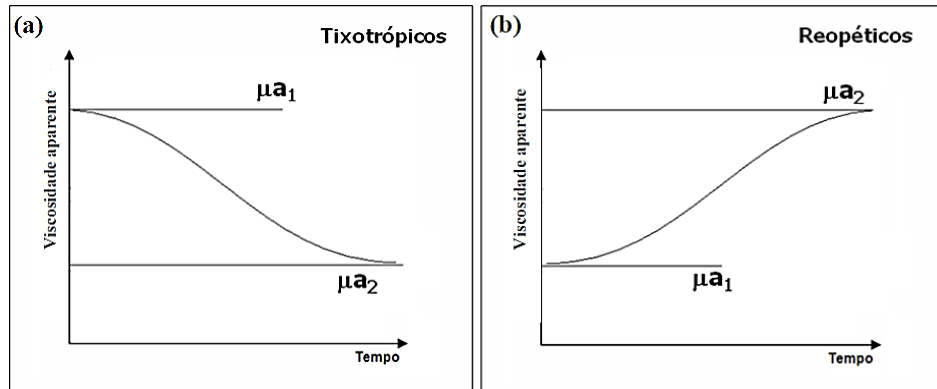 (a)
Tixotrópicos
μa1
Viscosidade aparente
μa2
Tempo
(b)
Reopéticos
μa2
Viscosidade aparente
μa1
Tempo